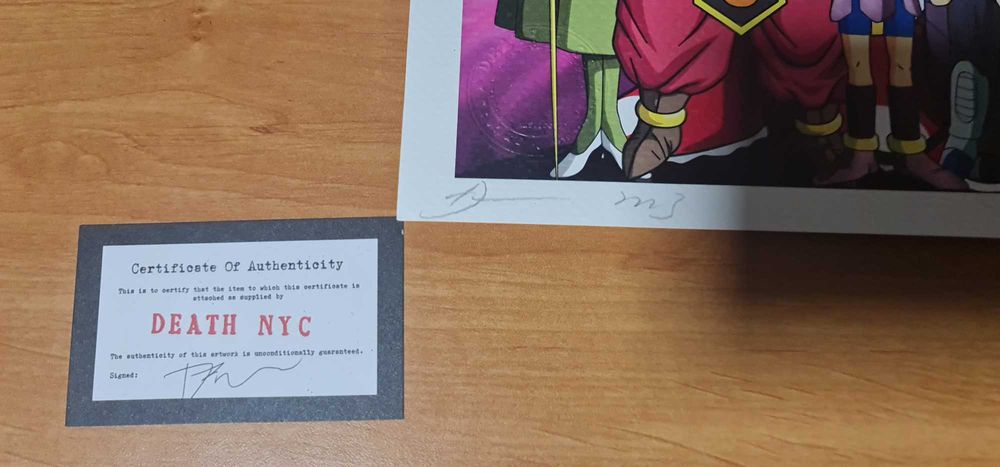 Certificate Of Authenticity
This is to certify that the item to which this certificate is
attached as supplied by
DEATH NYC
The authenticity of this artwork is unconditionally guaranteed.
Signed: